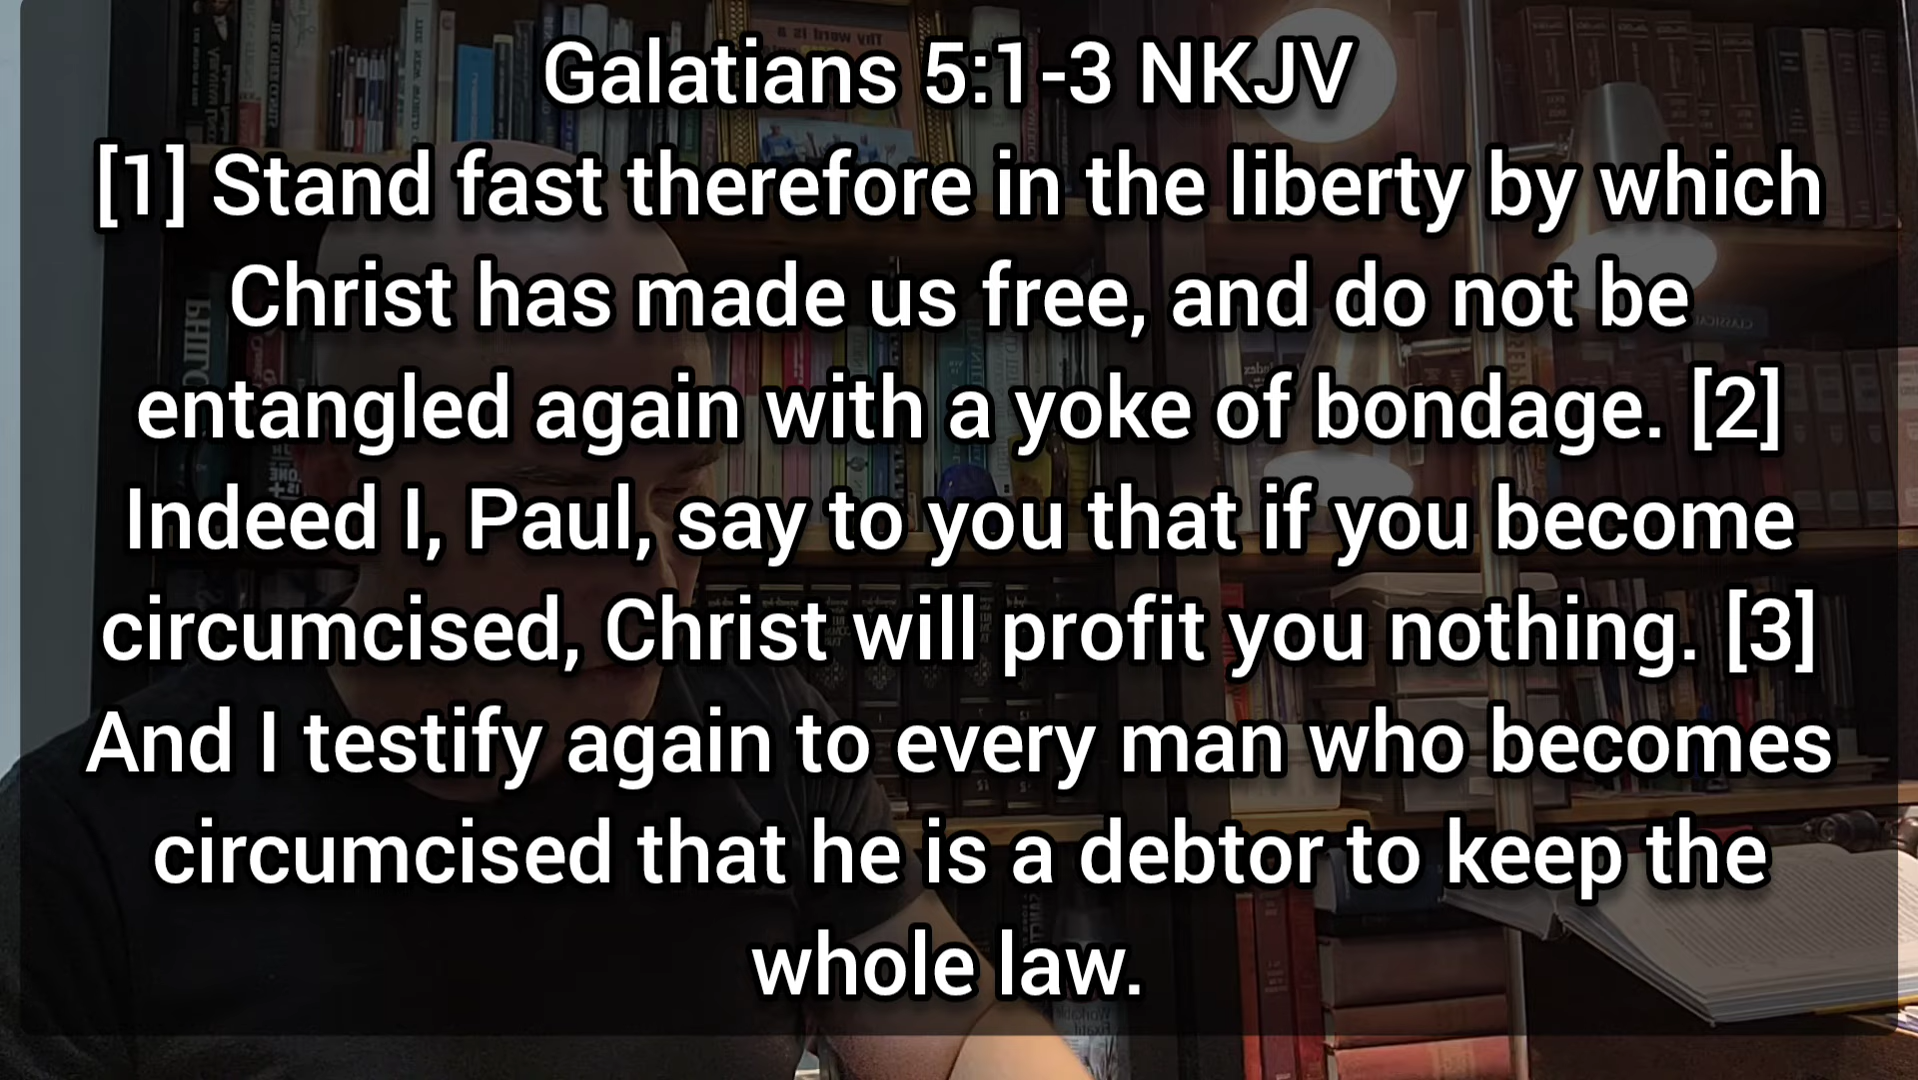 Galatians 5:1-3 NKJV
[1] Stand fast therefore in the liberty by which
Christ has made us free, and do not be
entangled again with a yoke of bondage. [2]
Indeed I, Paul, say to you that if you become
circumcised, Christ will profit you nothing. [3]
And I testify again to every man who becomes
circumcised that he is a debtor to keep the
whole law.